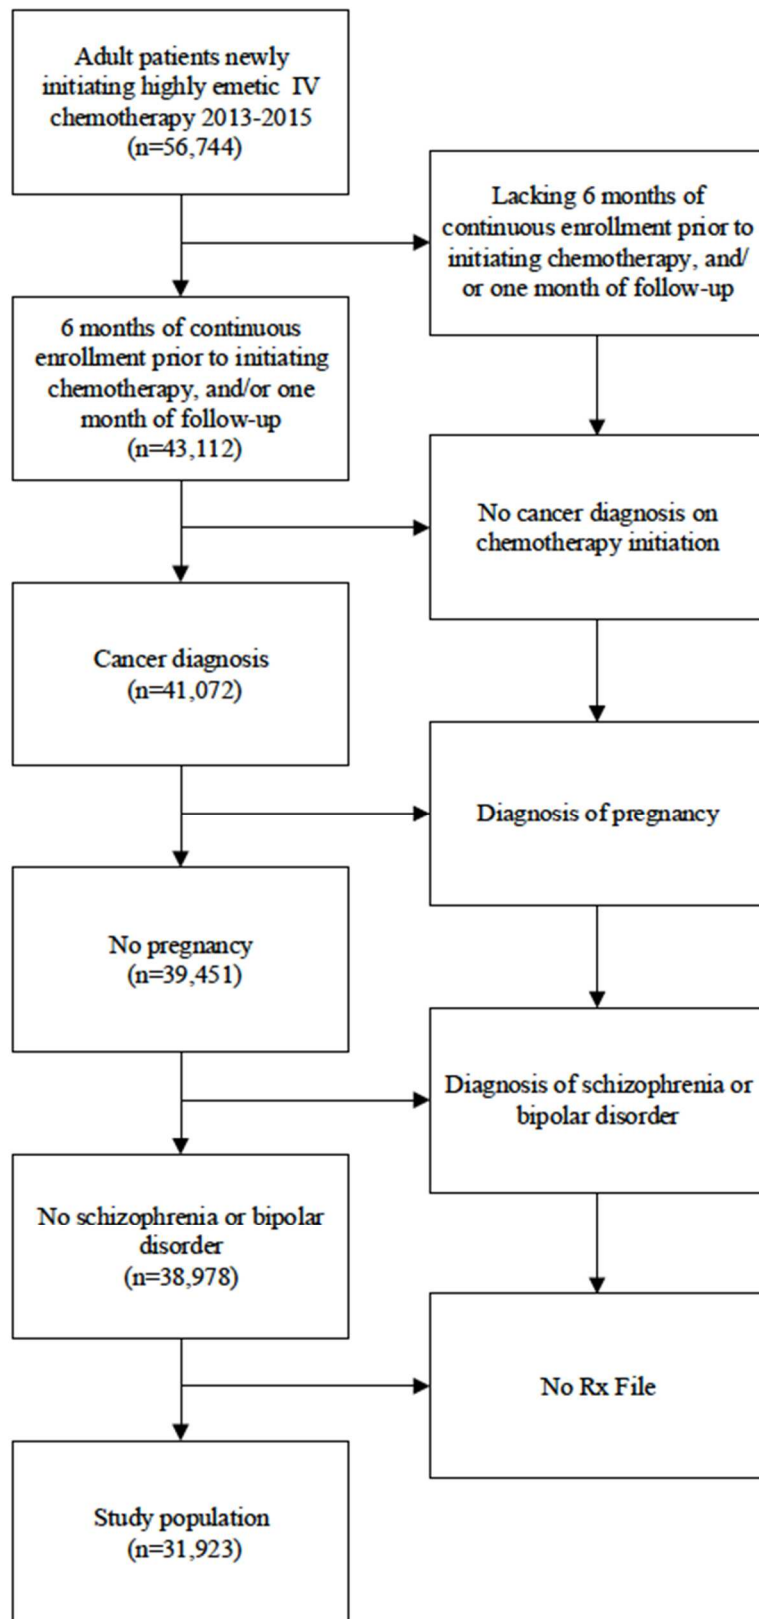 Adult patients newly
initiating highly emetic IV
chemotherapy 2013-2015
(n=56,744)
Lacking 6 months of
continuous enrollment prior to
initiating chemotherapy, and/
or one month of follow-up
6 months of continuous
enrollment prior to initiating
chemotherapy, and/or one
month of follow-up
(n=43,112)
No cancer diagnosis on
chemotherapy initiation
Cancer diagnosis
(n=41,072)
Diagnosis of pregnancy
No pregnancy
(n=39,451)
Diagnosis of schizophrenia or
bipolar disorder
No schizophrenia or bipolar
disorder
(n=38,978)
No Rx File
Study population
(n=31,923)